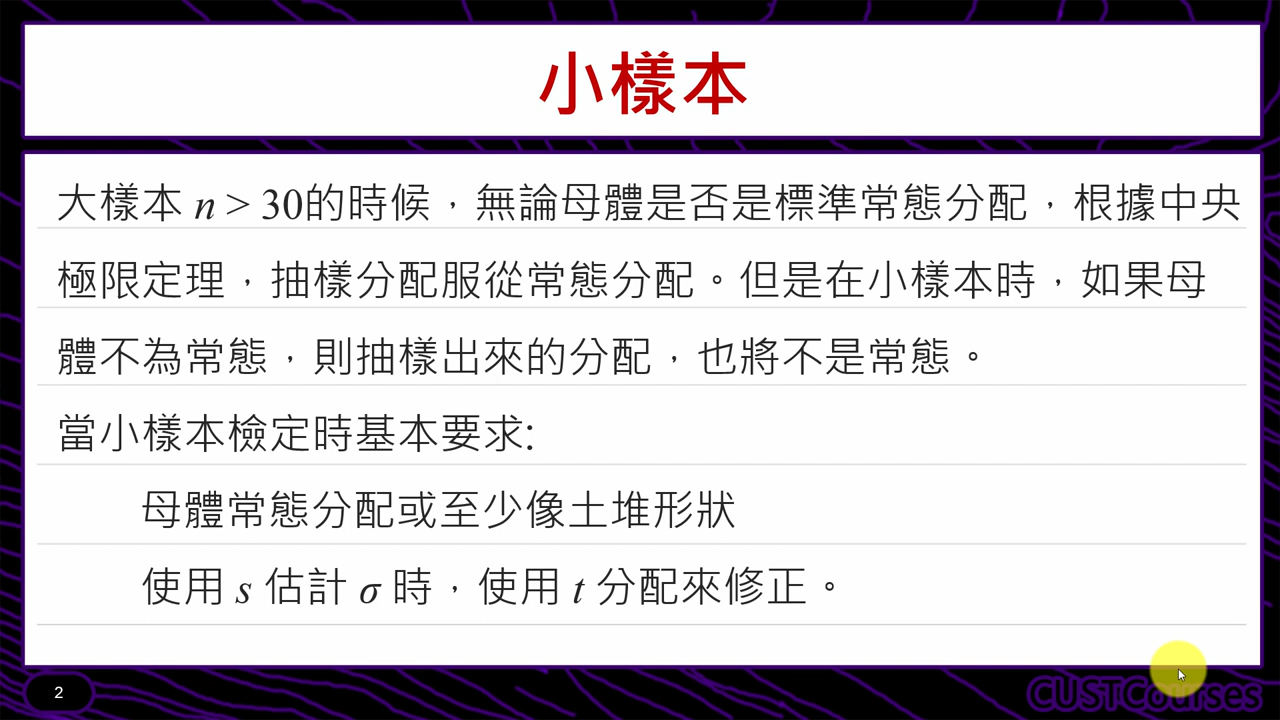 小樣本
大樣本 n > 30的時候，無論母體是否是標準常態分配，根據中央
極限定理，抽樣分配服從常態分配。但是在小樣本時，如果母
體不為常態，則抽樣出來的分配，也將不是常態。
當小樣本檢定時基本要求:
母體常態分配或至少像土堆形狀
使用 s 估計 σ 時，使用 t 分配來修正。
2
CUSTCourses